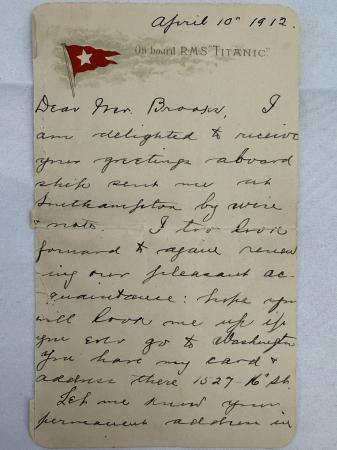 April 10" 1912.
On board R.M.S. "TITANIC."
Dear Mr. Brooks, I
am delighted to receive
your greetings aboard
ship sent me at
Southampton by wire
& note. I too look
forward to again renew
ing our pleasant ac-
quaintance: hope you
will look me up if
you ever go to Washington
You have my card &
address there 1527-16" St.
Let me know your
permanent address in